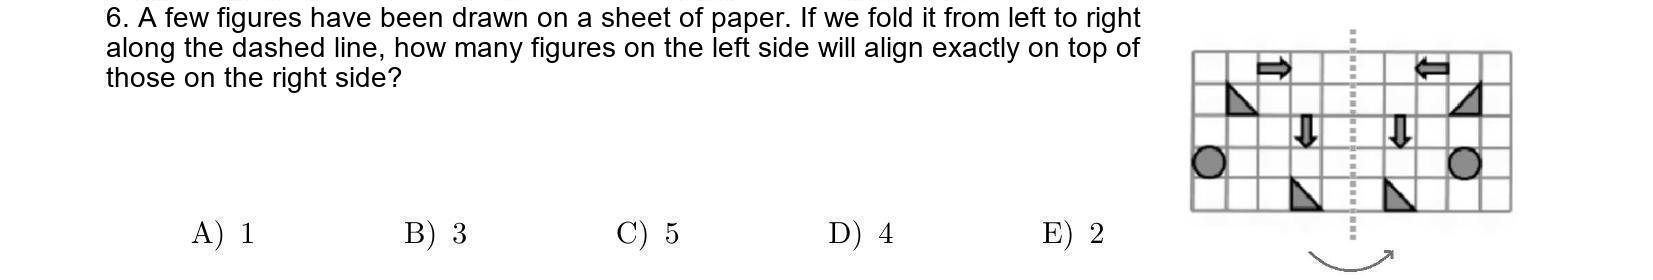 6. A few figures have been drawn on a sheet of paper. If we fold it from left to right
along the dashed line, how many figures on the left side will align exactly on top of
those on the right side?
A) 1 B) 3 C) 5 D) 4 E) 2